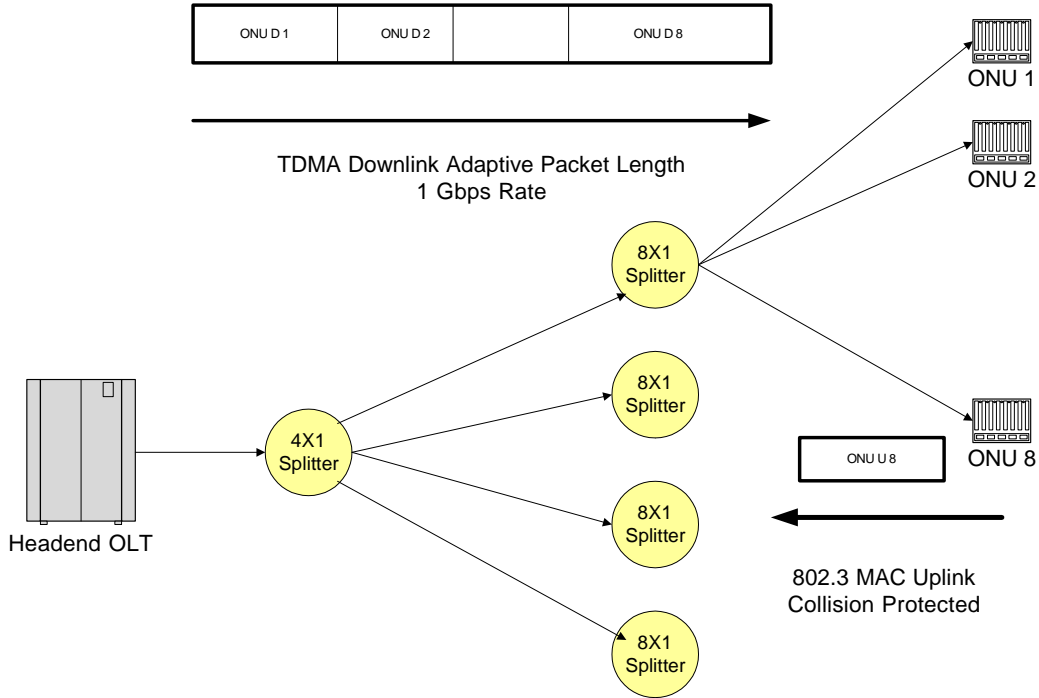 ONU D 1
ONU D 2
ONU D 8
ONU 1
TDMA Downlink Adaptive Packet Length
1 Gbps Rate
ONU 2
8X1
Splitter
8X1
Splitter
4X1
Splitter
ONU U 8
ONU 8
8X1
Splitter
Headend OLT
802.3 MAC Uplink
Collision Protected
8X1
Splitter